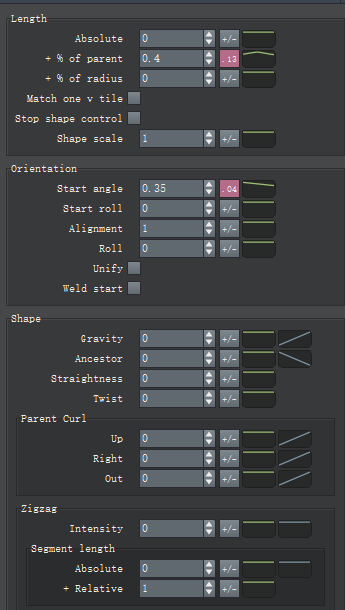 Length
Absolute 0 +/-
+ % of parent 0.4 .13
+ % of radius 0 +/-
Match one v tile
Stop shape control
Shape scale 1 +/-
Orientation
Start angle 0.35 .04
Start roll 0 +/-
Alignment 1 +/-
Roll 0 +/-
Unify
Weld start
Shape
Gravity 0 +/-
Ancestor 0 +/-
Straightness 0 +/-
Twist 0 +/-
Parent Curl
Up 0 +/-
Right 0 +/-
Out 0 +/-
Zigzag
Intensity 0 +/-
Segment length
Absolute 0 +/-
+ Relative 1 +/-